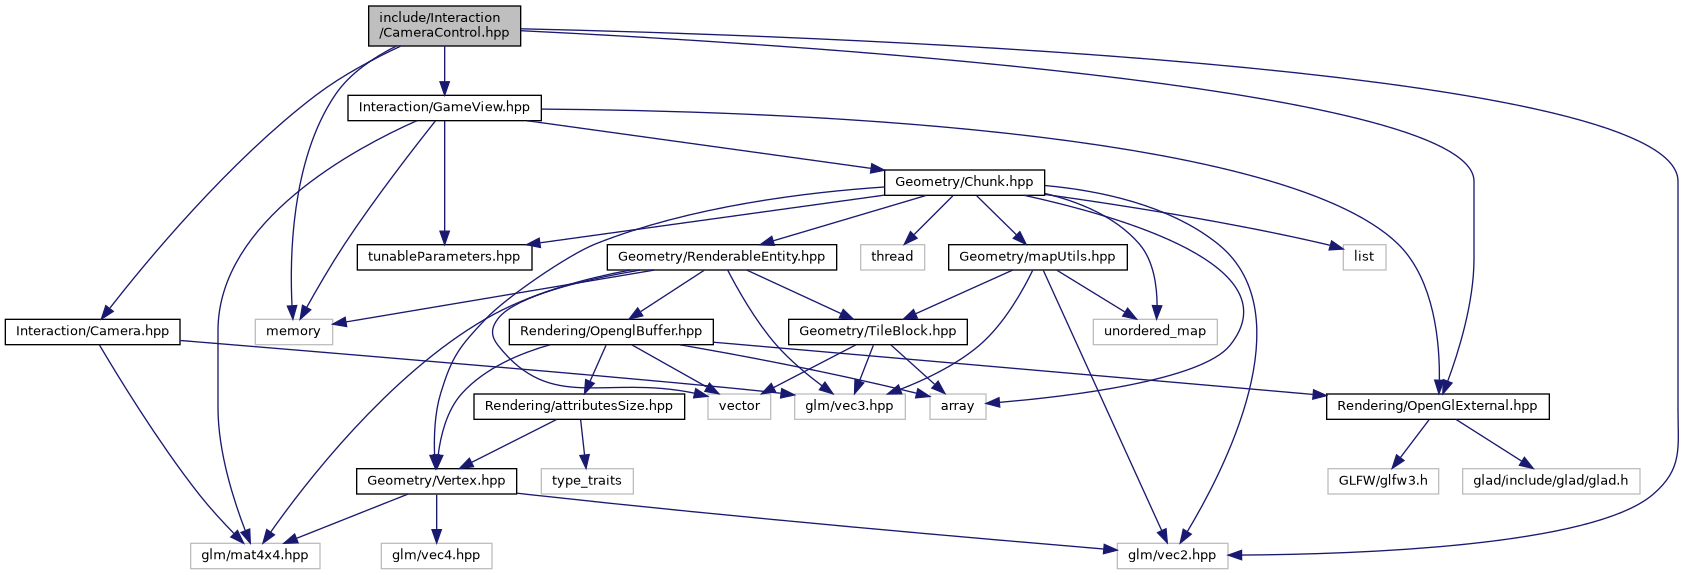 include/Interaction
/CameraControl.hpp
Interaction/GameView.hpp
Geometry/Chunk.hpp
tunableParameters.hpp
Geometry/RenderableEntity.hpp
thread
Geometry/mapUtils.hpp
list
Interaction/Camera.hpp
memory
Rendering/OpenglBuffer.hpp
Geometry/TileBlock.hpp
unordered_map
Rendering/attributesSize.hpp
vector
glm/vec3.hpp
array
Rendering/OpenGlExternal.hpp
Geometry/Vertex.hpp
type_traits
GLFW/glfw3.h
glad/include/glad/glad.h
glm/mat4x4.hpp
glm/vec4.hpp
glm/vec2.hpp